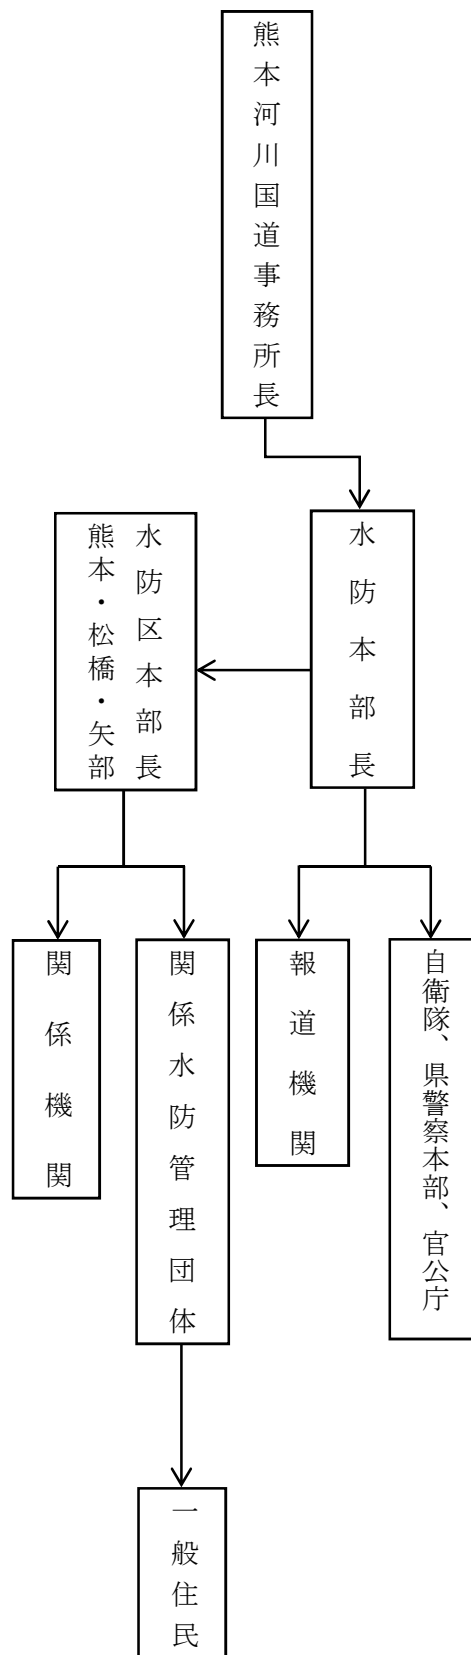 熊本河川国道事務所長
水防本部長
水防区本部長
熊本・松橋・矢部
自衛隊、県警察本部、官公庁
報道機関
関係水防管理団体
関係機関
一般住民